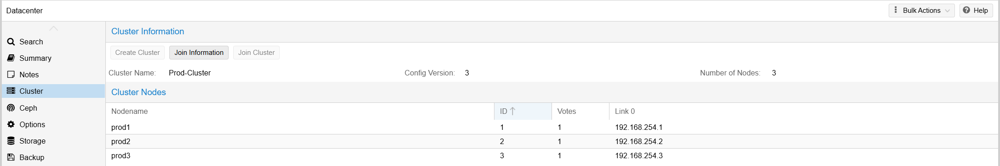 Datacenter
Bulk Actions
Help
Search
Summary
Notes
Cluster
Ceph
Options
Storage
Backup
Cluster Information
Create Cluster Join Information Join Cluster
Cluster Name: Prod-Cluster Config Version: 3 Number of Nodes: 3
Cluster Nodes
Nodename ID Votes Link 0
prod1 1 1 192.168.254.1
prod2 2 1 192.168.254.2
prod3 3 1 192.168.254.3